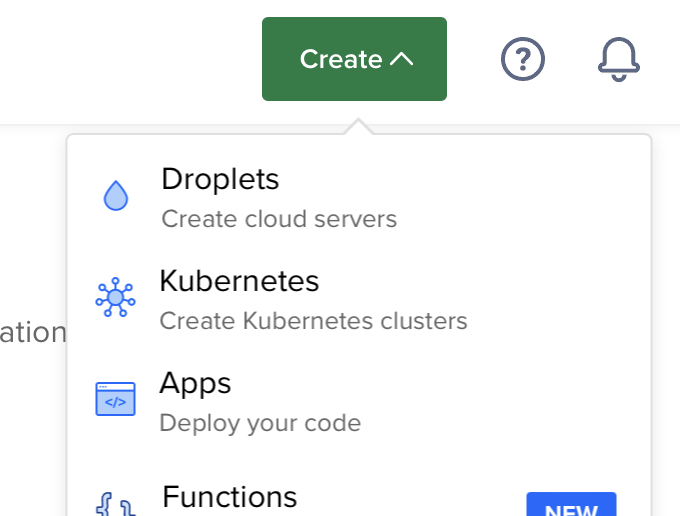 Create
Droplets
Create cloud servers
Kubernetes
Create Kubernetes clusters
ation
Apps
</>
Deploy your code
Functions
NEW